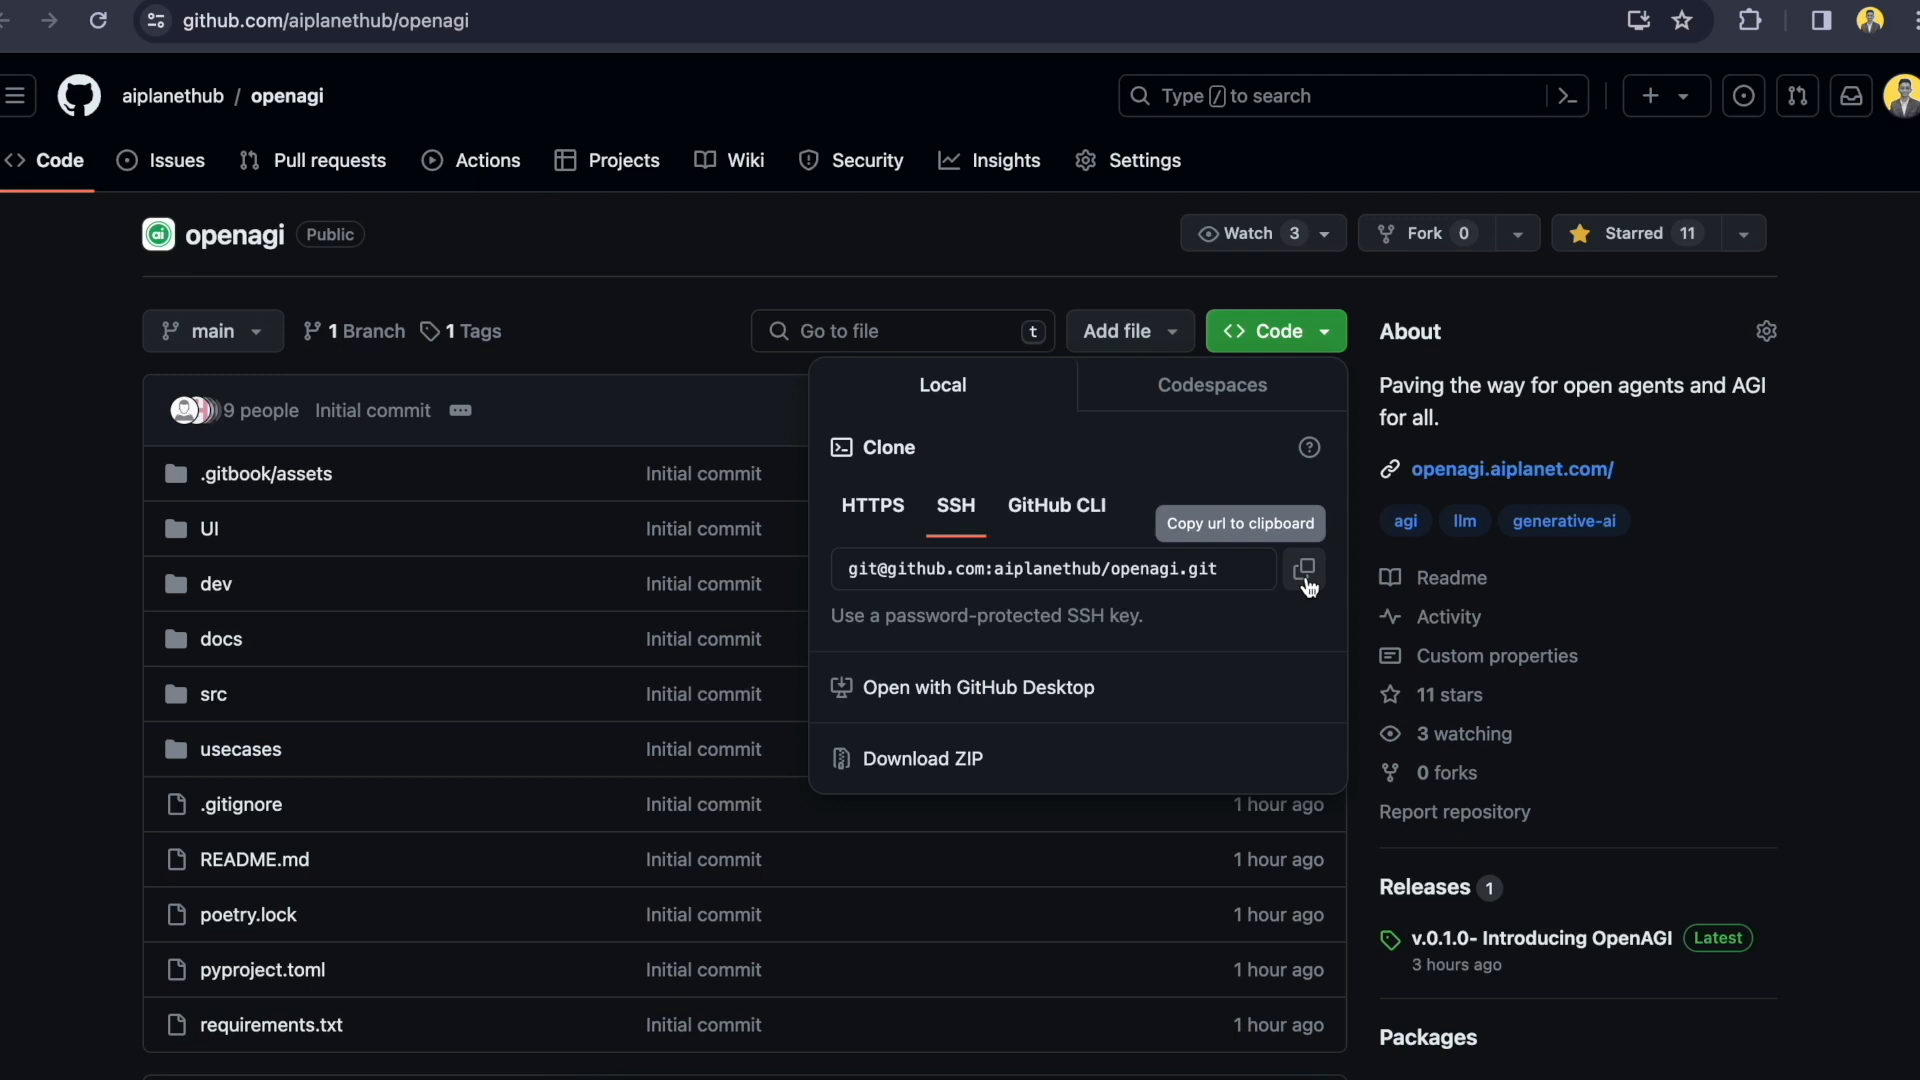 github.com/aiplanethub/openagi
aiplanethub / openagi
Type / to search
Code
Issues
Pull requests
Actions
Projects
Wiki
Security
Insights
Settings
ai
openagi
Public
Watch 3
Fork 0
Starred 11
main
1 Branch
1 Tags
Go to file
t
Add file
Code
9 people Initial commit
.gitbook/assets Initial commit
UI Initial commit
dev Initial commit
docs Initial commit
src Initial commit
usecases Initial commit
.gitignore Initial commit 1 hour ago
README.md Initial commit 1 hour ago
poetry.lock Initial commit 1 hour ago
pyproject.toml Initial commit 1 hour ago
requirements.txt Initial commit 1 hour ago
Local
Codespaces
Clone
HTTPS
SSH
GitHub CLI
Copy url to clipboard
git@github.com:aiplanethub/openagi.git
Use a password-protected SSH key.
Open with GitHub Desktop
Download ZIP
About
Paving the way for open agents and AGI
for all.
openagi.aiplanet.com/
agi
llm
generative-ai
Readme
Activity
Custom properties
11 stars
3 watching
0 forks
Report repository
Releases 1
v.0.1.0- Introducing OpenAGI Latest
3 hours ago
Packages